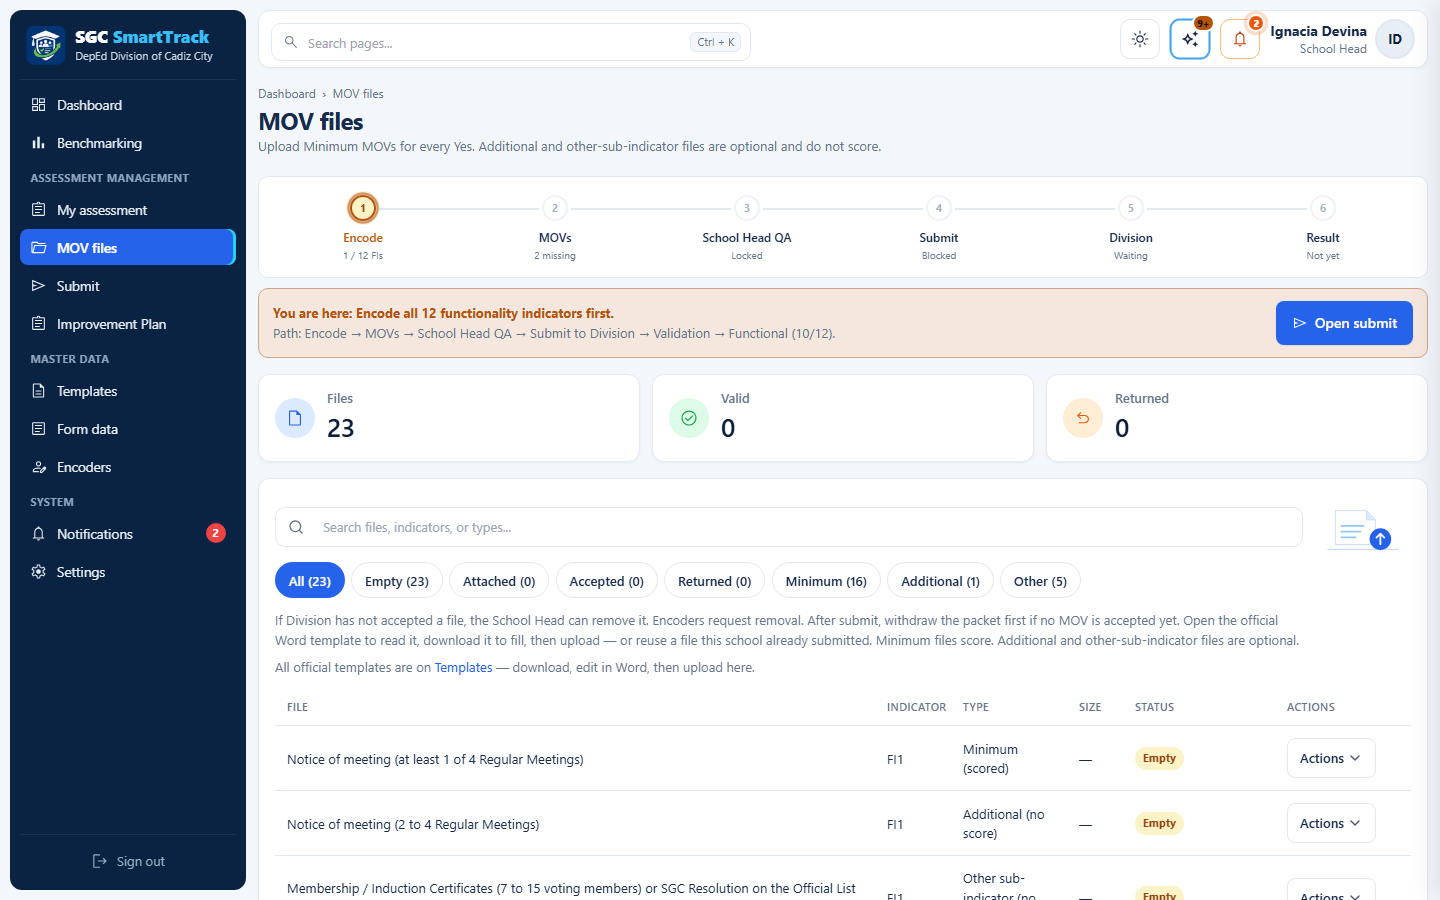 SGC SmartTrack
DepEd Division of Cadiz City
Dashboard
Benchmarking
ASSESSMENT MANAGEMENT
My assessment
MOV files
Submit
Improvement Plan
MASTER DATA
Templates
Form data
Encoders
SYSTEM
Notifications
2
Settings
Sign out
Search pages...
Ctrl + K
9+
2
Ignacia Devina
School Head
ID
Dashboard › MOV files
MOV files
Upload Minimum MOVs for every Yes. Additional and other-sub-indicator files are optional and do not score.
1
Encode
1 / 12 FIs
2
MOVs
2 missing
3
School Head QA
Locked
4
Submit
Blocked
5
Division
Waiting
6
Result
Not yet
You are here: Encode all 12 functionality indicators first.
Path: Encode → MOVs → School Head QA → Submit to Division → Validation → Functional (10/12).
Open submit
Files
23
Valid
0
Returned
0
Search files, indicators, or types...
All (23)
Empty (23)
Attached (0)
Accepted (0)
Returned (0)
Minimum (16)
Additional (1)
Other (5)
If Division has not accepted a file, the School Head can remove it. Encoders request removal. After submit, withdraw the packet first if no MOV is accepted yet. Open the official
Word template to read it, download it to fill, then upload — or reuse a file this school already submitted. Minimum files score. Additional and other-sub-indicator files are optional.
All official templates are on Templates — download, edit in Word, then upload here.
FILE INDICATOR TYPE SIZE STATUS ACTIONS
Notice of meeting (at least 1 of 4 Regular Meetings)
FI1
Minimum
(scored)
—
Empty
Actions
Notice of meeting (2 to 4 Regular Meetings)
FI1
Additional (no
score)
—
Empty
Actions
Membership / Induction Certificates (7 to 15 voting members) or SGC Resolution on the Official List
FI1
Other sub-
indicator (no
—
Empty
Actions